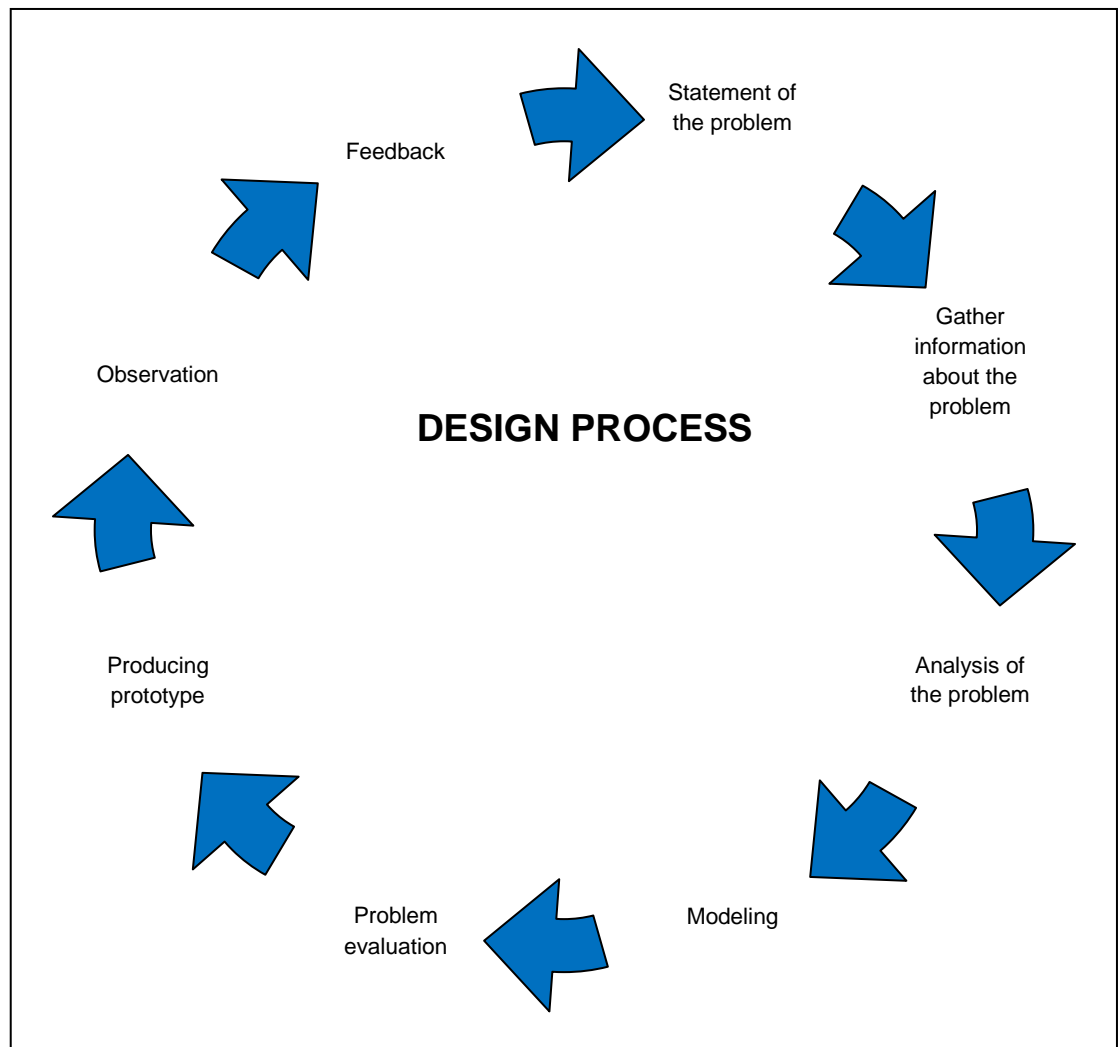 Statement of
the problem
Feedback
Gather
information
about the
problem
Observation
DESIGN PROCESS
Analysis of
the problem
Producing
prototype
Modeling
Problem
evaluation